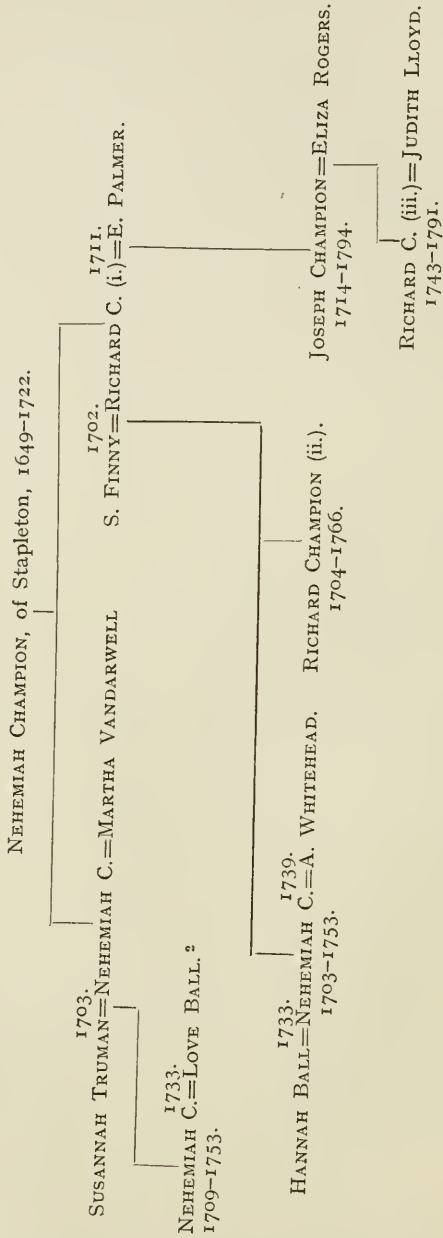 NEHEMIAH CHAMPION, of Stapleton, 1649–1722.
1703.
SUSANNAH TRUMAN=NEHEMIAH C.=MARTHA VANDARWELL
1702. 1711.
S. FINNY=RICHARD C. (i.)=E. PALMER.
1733.
NEHEMIAH C.=LOVE BALL.²
1709–1753.
1733. 1739.
HANNAH BALL=NEHEMIAH C.=A. WHITEHEAD.
1703–1753.
RICHARD CHAMPION (ii.).
1704–1766.
JOSEPH CHAMPION=ELIZA ROGERS.
1714–1794.
RICHARD C. (iii.)=JUDITH LLOYD.
1743–1791.